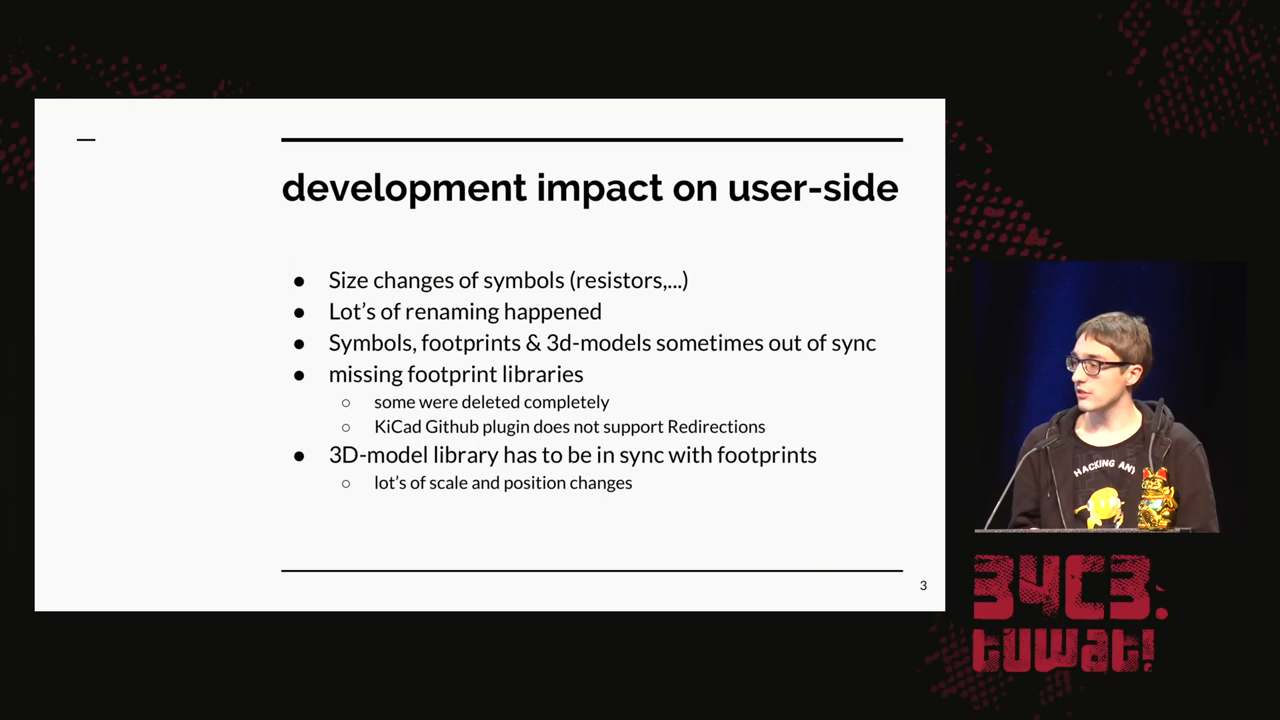 development impact on user-side
● Size changes of symbols (resistors,...)
● Lot's of renaming happened
● Symbols, footprints & 3d-models sometimes out of sync
● missing footprint libraries
○ some were deleted completely
○ KiCad Github plugin does not support Redirections
● 3D-model library has to be in sync with footprints
○ lot's of scale and position changes
3
HACKING ANY
34C3.
tuwat!